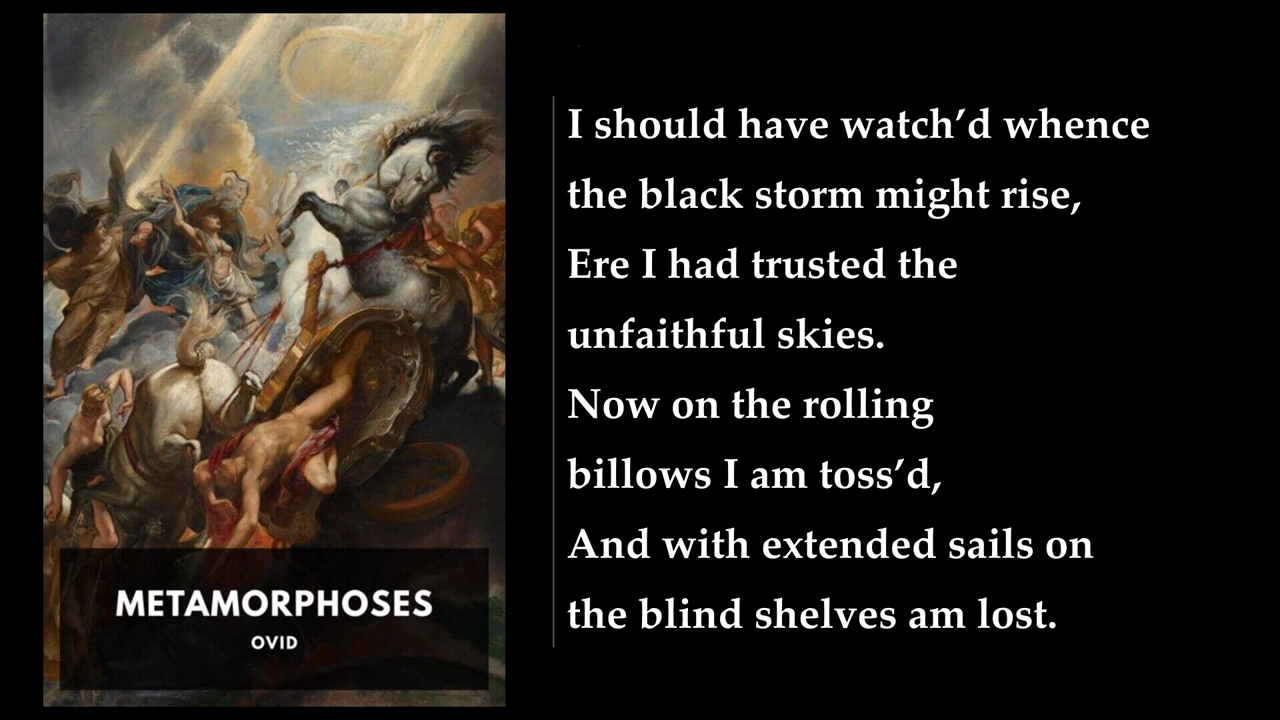 METAMORPHOSES
OVID
I should have watch’d whence
the black storm might rise,
Ere I had trusted the
unfaithful skies.
Now on the rolling
billows I am toss’d,
And with extended sails on
the blind shelves am lost.